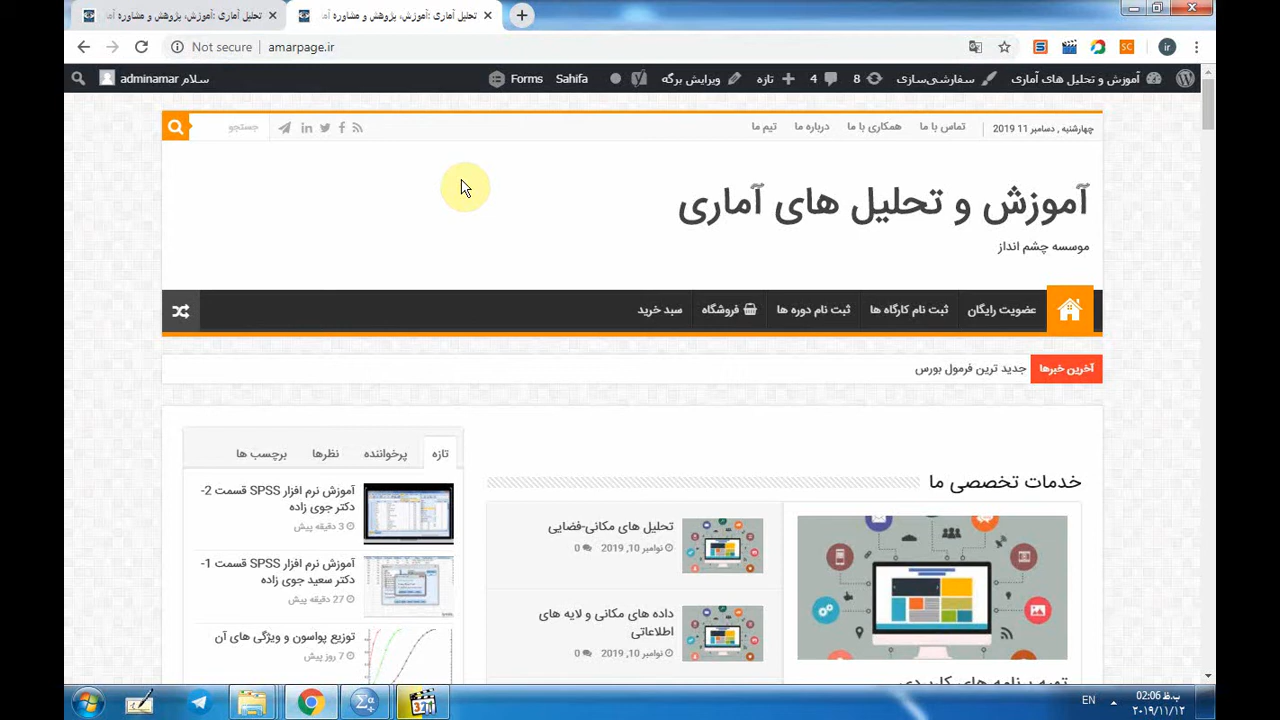 تحلیل آماری :آموزش، پژوهش و مشاوره آم
تحلیل آماری :آموزش، پژوهش و مشاوره آم
Not secure | amarpage.ir
ir
SC
آموزش و تحلیل های آماری
سفارشی‌سازی
8
4
تازه
ویرایش برگه
Sahifa
Forms
سلام adminamar
چهارشنبه , دسامبر 11 2019
تماس با ما
همکاری با ما
درباره ما
تیم ما
جستجو
آموزش و تحلیل های آماری
موسسه چشم انداز
عضویت رایگان
ثبت نام کارگاه ها
ثبت نام دوره ها
فروشگاه
سبد خرید
آخرین خبرها
جدید ترین فرمول بورس
خدمات تخصصی ما
تحلیل های مکانی-فضایی
نوامبر 10, 2019
0
داده های مکانی و لایه های
اطلاعاتی
نوامبر 10, 2019
0
تازه
پرخواننده
نظرها
برچسب ها
آموزش نرم افزار SPSS قسمت 2-
دکتر جوی زاده
3 دقیقه پیش
آموزش نرم افزار SPSS قسمت 1-
دکتر سعید جوی زاده
27 دقیقه پیش
توزیع پواسون و ویژگی های آن
7 روز پیش
321
EN
02:06 ب.ظ
۲۰۱۹/۱۱/۱۲